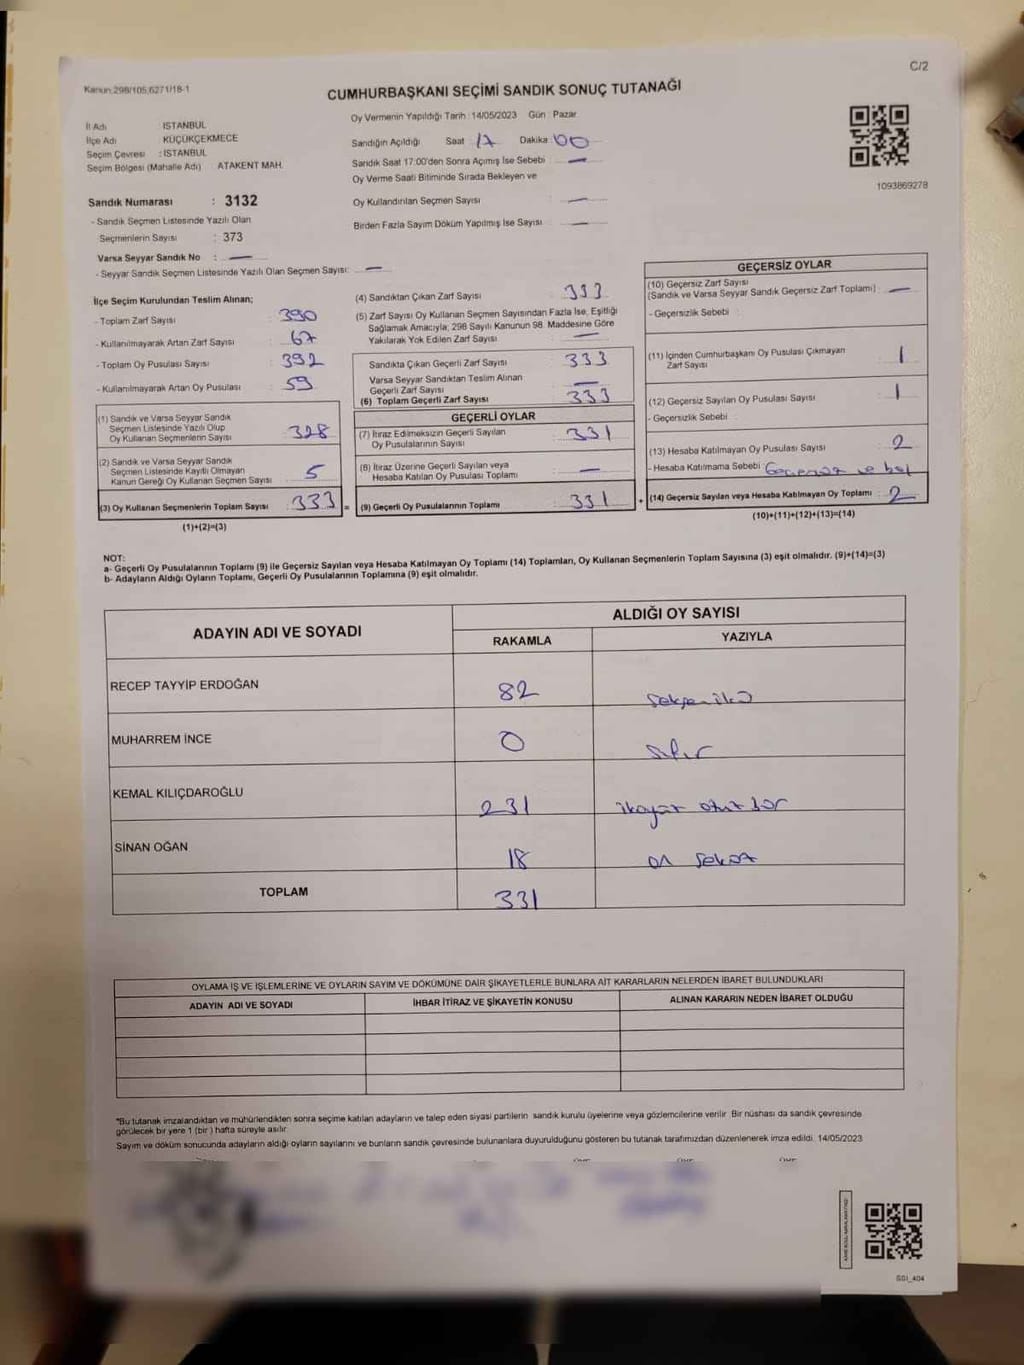 C/2
Kanun:298/105;6271/18-1
CUMHURBAŞKANI SEÇİMİ SANDIK SONUÇ TUTANAĞI
Oy Vermenin Yapıldığı Tarih : 14/05/2023 Gün : Pazar
İl Adı : İSTANBUL
İlçe Adı : KÜÇÜKÇEKMECE
Seçim Çevresi : İSTANBUL
Seçim Bölgesi (Mahalle Adı) : ATAKENT MAH.
Sandığın Açıldığı Saat : 17 Dakika : 00
Sandık Saat 17:00'den Sonra Açımış İse Sebebi : —
Oy Verme Saati Bitiminde Sırada Bekleyen ve
Oy Kullandırılan Seçmen Sayısı : —
Birden Fazla Sayım Döküm Yapılmış İse Sayısı : —
1093869278
Sandık Numarası : 3132
- Sandık Seçmen Listesinde Yazılı Olan
Seçmenlerin Sayısı : 373
Varsa Seyyar Sandık No : —
- Seyyar Sandık Seçmen Listesinde Yazılı Olan Seçmen Sayısı: —
İlçe Seçim Kurulundan Teslim Alınan;
- Toplam Zarf Sayısı : 390
- Kullanılmayarak Artan Zarf Sayısı : 67
- Toplam Oy Pusulası Sayısı : 392
- Kullanılmayarak Artan Oy Pusulası : 59
(1) Sandık ve Varsa Seyyar Sandık
Seçmen Listesinde Yazılı Olup
Oy Kullanan Seçmenlerin Sayısı : 328
(2) Sandık ve Varsa Seyyar Sandık
Seçmen Listesinde Kayıtlı Olmayan
Kanun Gereği Oy Kullanan Seçmen Sayısı : 5
(3) Oy Kullanan Seçmenlerin Toplam Sayısı : 333 =
(1)+(2)=(3)
(4) Sandıktan Çıkan Zarf Sayısı : 333
(5) Zarf Sayısı Oy Kullanan Seçmen Sayısından Fazla İse, Eşitliği
Sağlamak Amacıyla; 298 Sayılı Kanunun 98. Maddesine Göre
Yakılarak Yok Edilen Zarf Sayısı : —
Sandıkta Çıkan Geçerli Zarf Sayısı : 333
Varsa Seyyar Sandıktan Teslim Alınan
Geçerli Zarf Sayısı : —
(6) Toplam Geçerli Zarf Sayısı : 333
GEÇERLİ OYLAR
(7) İtiraz Edilmeksizin Geçerli Sayılan
Oy Pusulalarının Sayısı : 331
(8) İtiraz Üzerine Geçerli Sayılan veya
Hesaba Katılan Oy Pusulası Toplamı : —
(9) Geçerli Oy Pusulalarının Toplamı : 331 +
GEÇERSİZ OYLAR
(10) Geçersiz Zarf Sayısı
[Sandık ve Varsa Seyyar Sandık Geçersiz Zarf Toplamı] : —
- Geçersizlik Sebebi :
(11) İçinden Cumhurbaşkanı Oy Pusulası Çıkmayan
Zarf Sayısı : 1
(12) Geçersiz Sayılan Oy Pusulası Sayısı : 1
- Geçersizlik Sebebi :
(13) Hesaba Katılmayan Oy Pusulası Sayısı : 2
- Hesaba Katılmama Sebebi : Geçersiz ve boş
(14) Geçersiz Sayılan veya Hesaba Katılmayan Oy Toplamı : 2
(10)+(11)+(12)+(13)=(14)
NOT:
a- Geçerli Oy Pusulalarının Toplamı (9) ile Geçersiz Sayılan veya Hesaba Katılmayan Oy Toplamı (14) Toplamları, Oy Kullanan Seçmenlerin Toplam Sayısına (3) eşit olmalıdır. (9)+(14)=(3)
b- Adayların Aldığı Oyların Toplamı, Geçerli Oy Pusulalarının Toplamına (9) eşit olmalıdır.
ADAYIN ADI VE SOYADI
ALDIĞI OY SAYISI
RAKAMLA YAZIYLA
RECEP TAYYİP ERDOĞAN 82 seksen iki
MUHARREM İNCE 0 sıfır
KEMAL KILIÇDAROĞLU 231 ikiyüz otuz bir
SİNAN OĞAN 18 on sekiz
TOPLAM 331
OYLAMA İŞ VE İŞLEMLERİNE VE OYLARIN SAYIM VE DÖKÜMÜNE DAİR ŞİKAYETLERLE BUNLARA AİT KARARLARIN NELERDEN İBARET BULUNDUKLARI
ADAYIN ADI VE SOYADI İHBAR İTİRAZ VE ŞİKAYETİN KONUSU ALINAN KARARIN NEDEN İBARET OLDUĞU
*Bu tutanak imzalandıktan ve mühürlendikten sonra seçime katılan adayların ve talep eden siyasi partilerin sandık kurulu üyelerine veya gözlemcilerine verilir. Bir nüshası da sandık çevresinde
görülecek bir yere 1 (bir ) hafta süreyle asılır.
Sayım ve döküm sonucunda adayların aldığı oyların sayılarını ve bunların sandık çevresinde bulunanlara duyurulduğunu gösteren bu tutanak tarafımızdan düzenlenerek imza edildi. 14/05/2023